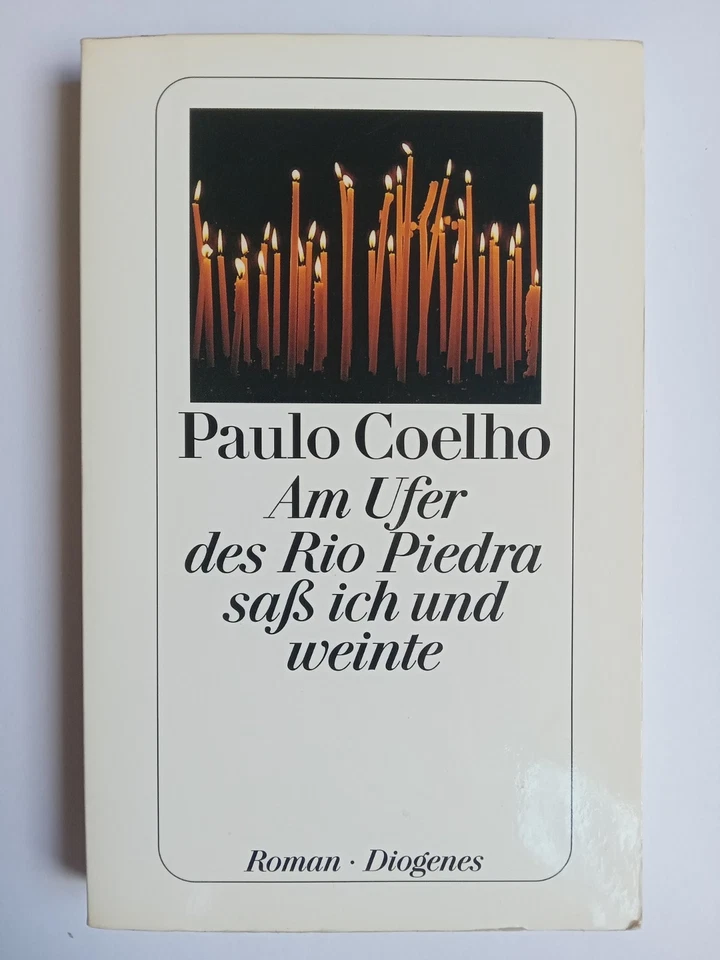 Paulo Coelho
Am Ufer
des Rio Piedra
saß ich und
weinte
Roman · Diogenes